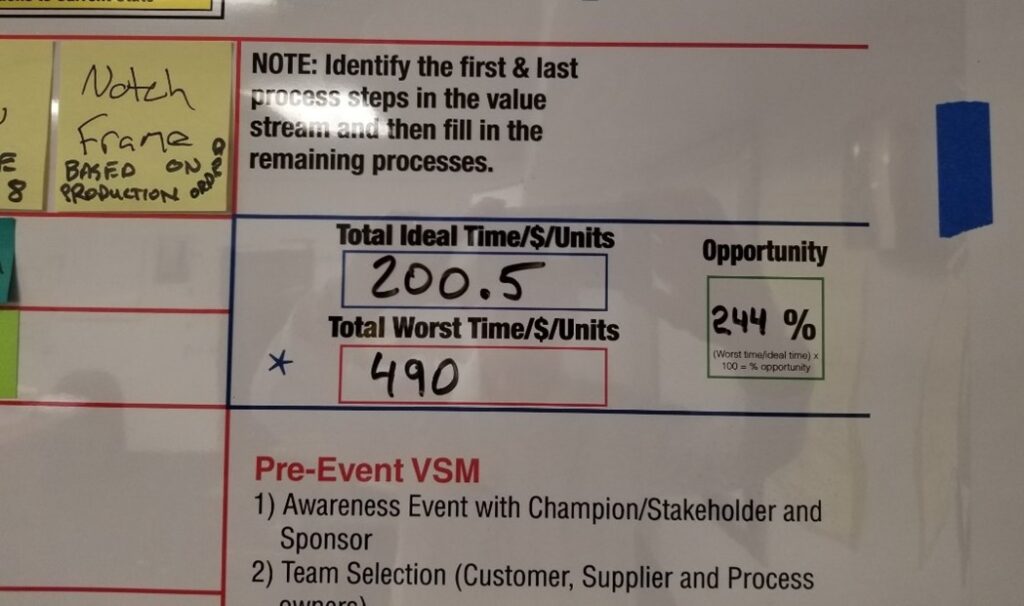 Notch
Frame
BASED ON
PRODUCTION
E
8
NOTE: Identify the first & last
process steps in the value
stream and then fill in the
remaining processes.
Total Ideal Time/$/Units
200.5
Total Worst Time/$/Units
* 490
Opportunity
244 %
(Worst time/ideal time) x
100 = % opportunity
Pre-Event VSM
1) Awareness Event with Champion/Stakeholder and
Sponsor
2) Team Selection (Customer, Supplier and Process
owners)